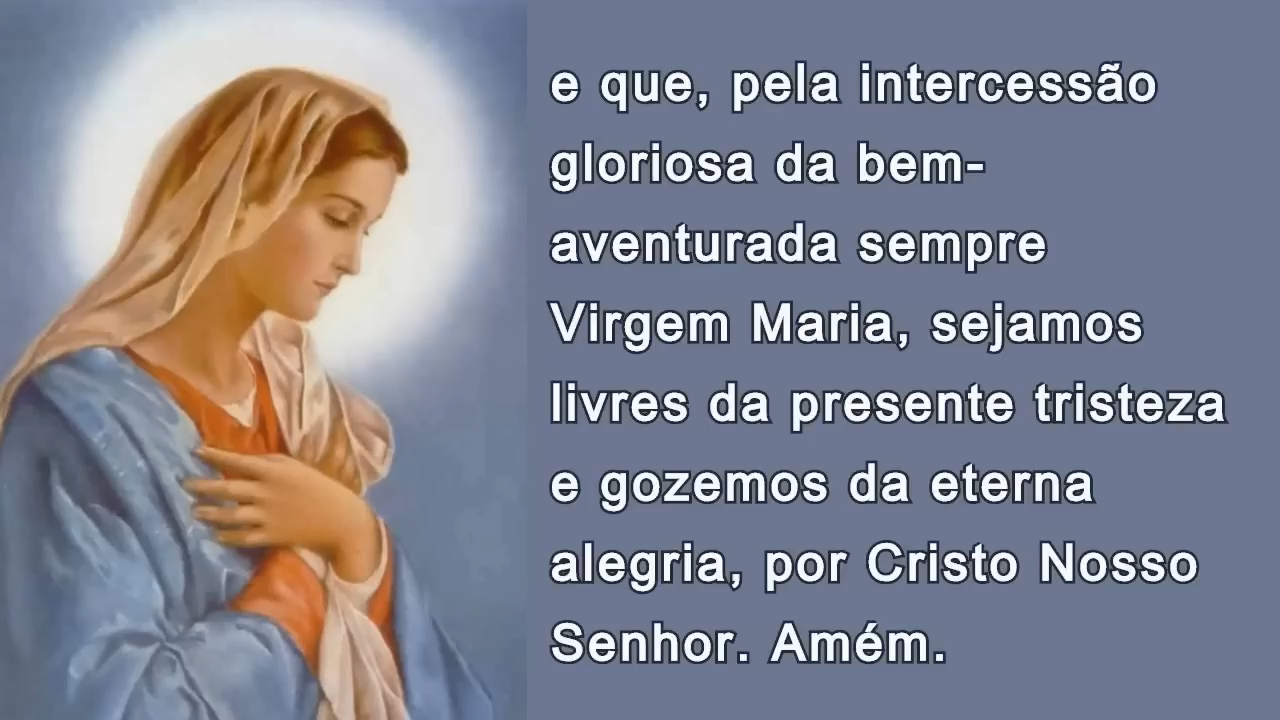 e que, pela intercessão
gloriosa da bem-
aventurada sempre
Virgem Maria, sejamos
livres da presente tristeza
e gozemos da eterna
alegria, por Cristo Nosso
Senhor. Amém.